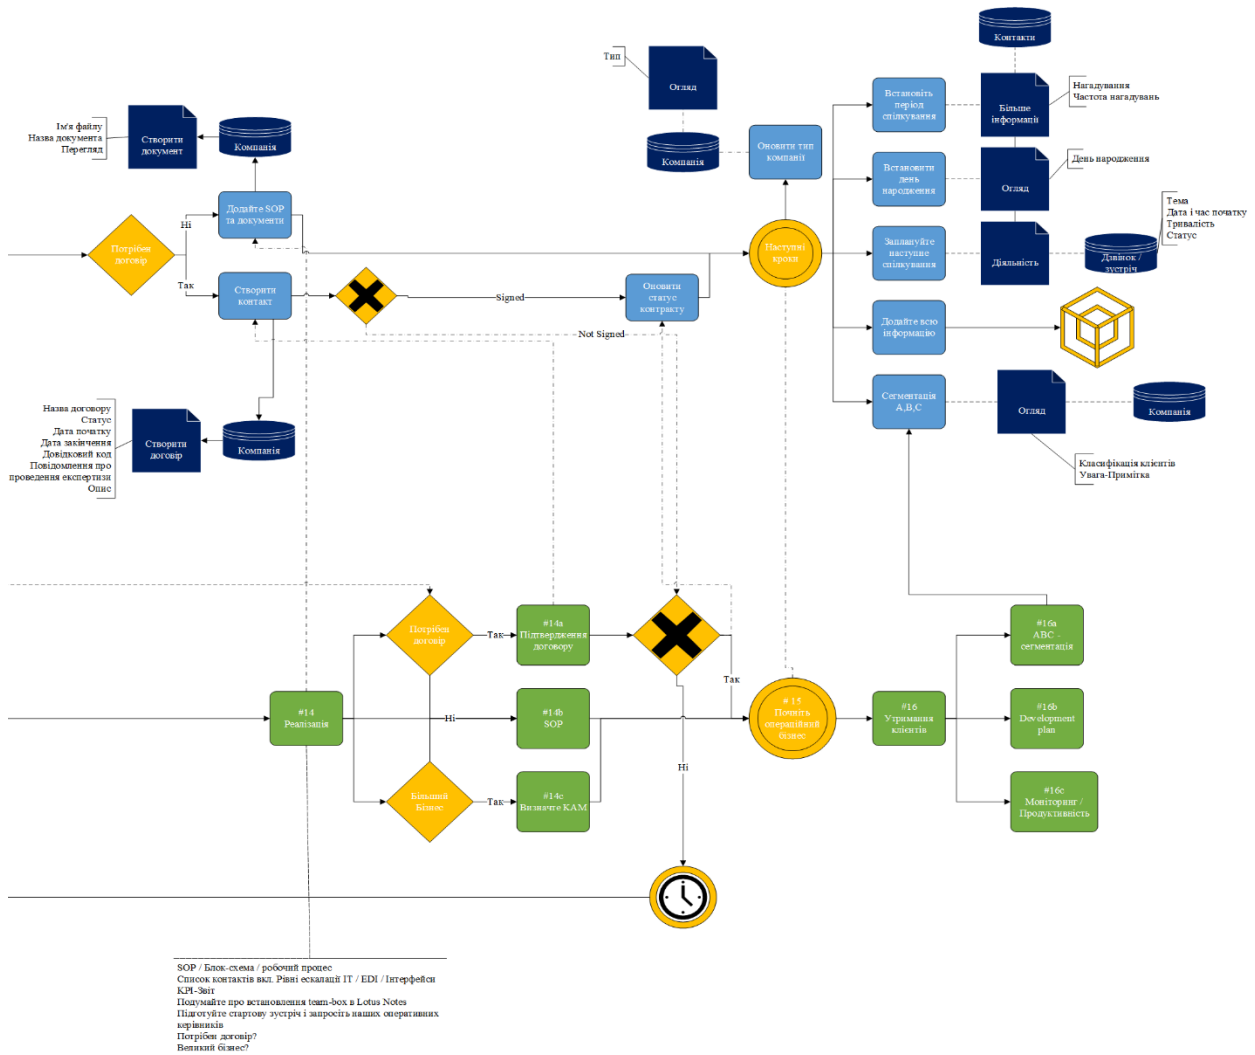 Контакти
Тип
Огляд
Встановіть
період
спілкування
Більше
інформації
Нагадування
Частота нагадувань
Ім'я файлу
Назва документа
Перегляд
Створити
документ
Компанія
Компанія
Оновити тип
компанії
Встановити
день
народження
Огляд
День народження
Додайте SOP
та документи
Ні
Потрібен
договір
Так
Створити
контакт
Signed
Not Signed
Оновити
статус
контракту
Наступні
кроки
Заплануйте
наступне
спілкування
Діяльність
Дзвінок /
зустріч
Тема
Дата і час початку
Тривалість
Статус
Додайте всю
інформацію
Сегментація
A,B,C
Огляд
Компанія
Класифікація клієнтів
Увага-Примітка
Назва договору
Статус
Дата початку
Дата закінчення
Довідковий код
Повідомлення про
проведення експертизи
Опис
Створити
договір
Компанія
Потрібен
договір
Так
#14a
Підтвердження
договору
Так
#16a
ABC -
сегментація
#14
Реалізація
Ні
#14b
SOP
# 15
Почніть
операційний
бізнес
#16
Утримання
клієнтів
#16b
Development
plan
Більший
Бізнес
Так
#14c
Визначте KAM
Ні
#16c
Моніторинг /
Продуктивність
SOP / Блок-схема / робочий процес
Список контактів вкл. Рівні ескалації IT / EDI / Інтерфейси
KPI-Звіт
Подумайте про встановлення team-box в Lotus Notes
Підготуйте стартову зустріч і запросіть наших оперативних
керівників
Потрібен договір?
Великий бізнес?